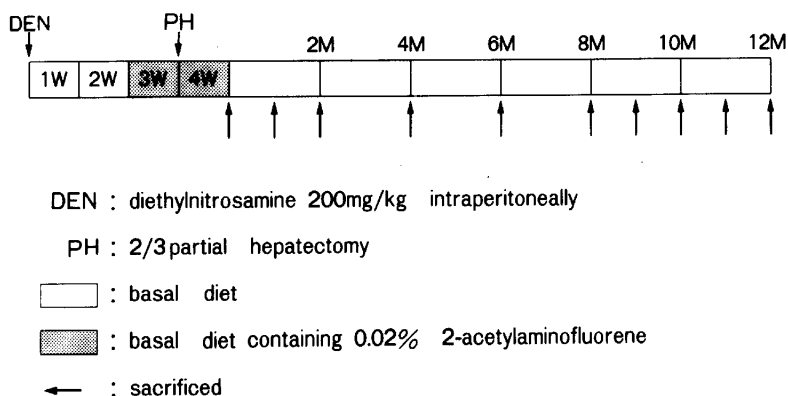 DEN
PH
2M 4M 6M 8M 10M 12M
1W 2W 3W 4W
DEN : diethylnitrosamine 200mg/kg intraperitoneally
PH : 2/3 partial hepatectomy
: basal diet
: basal diet containing 0.02% 2-acetylaminofluorene
: sacrificed